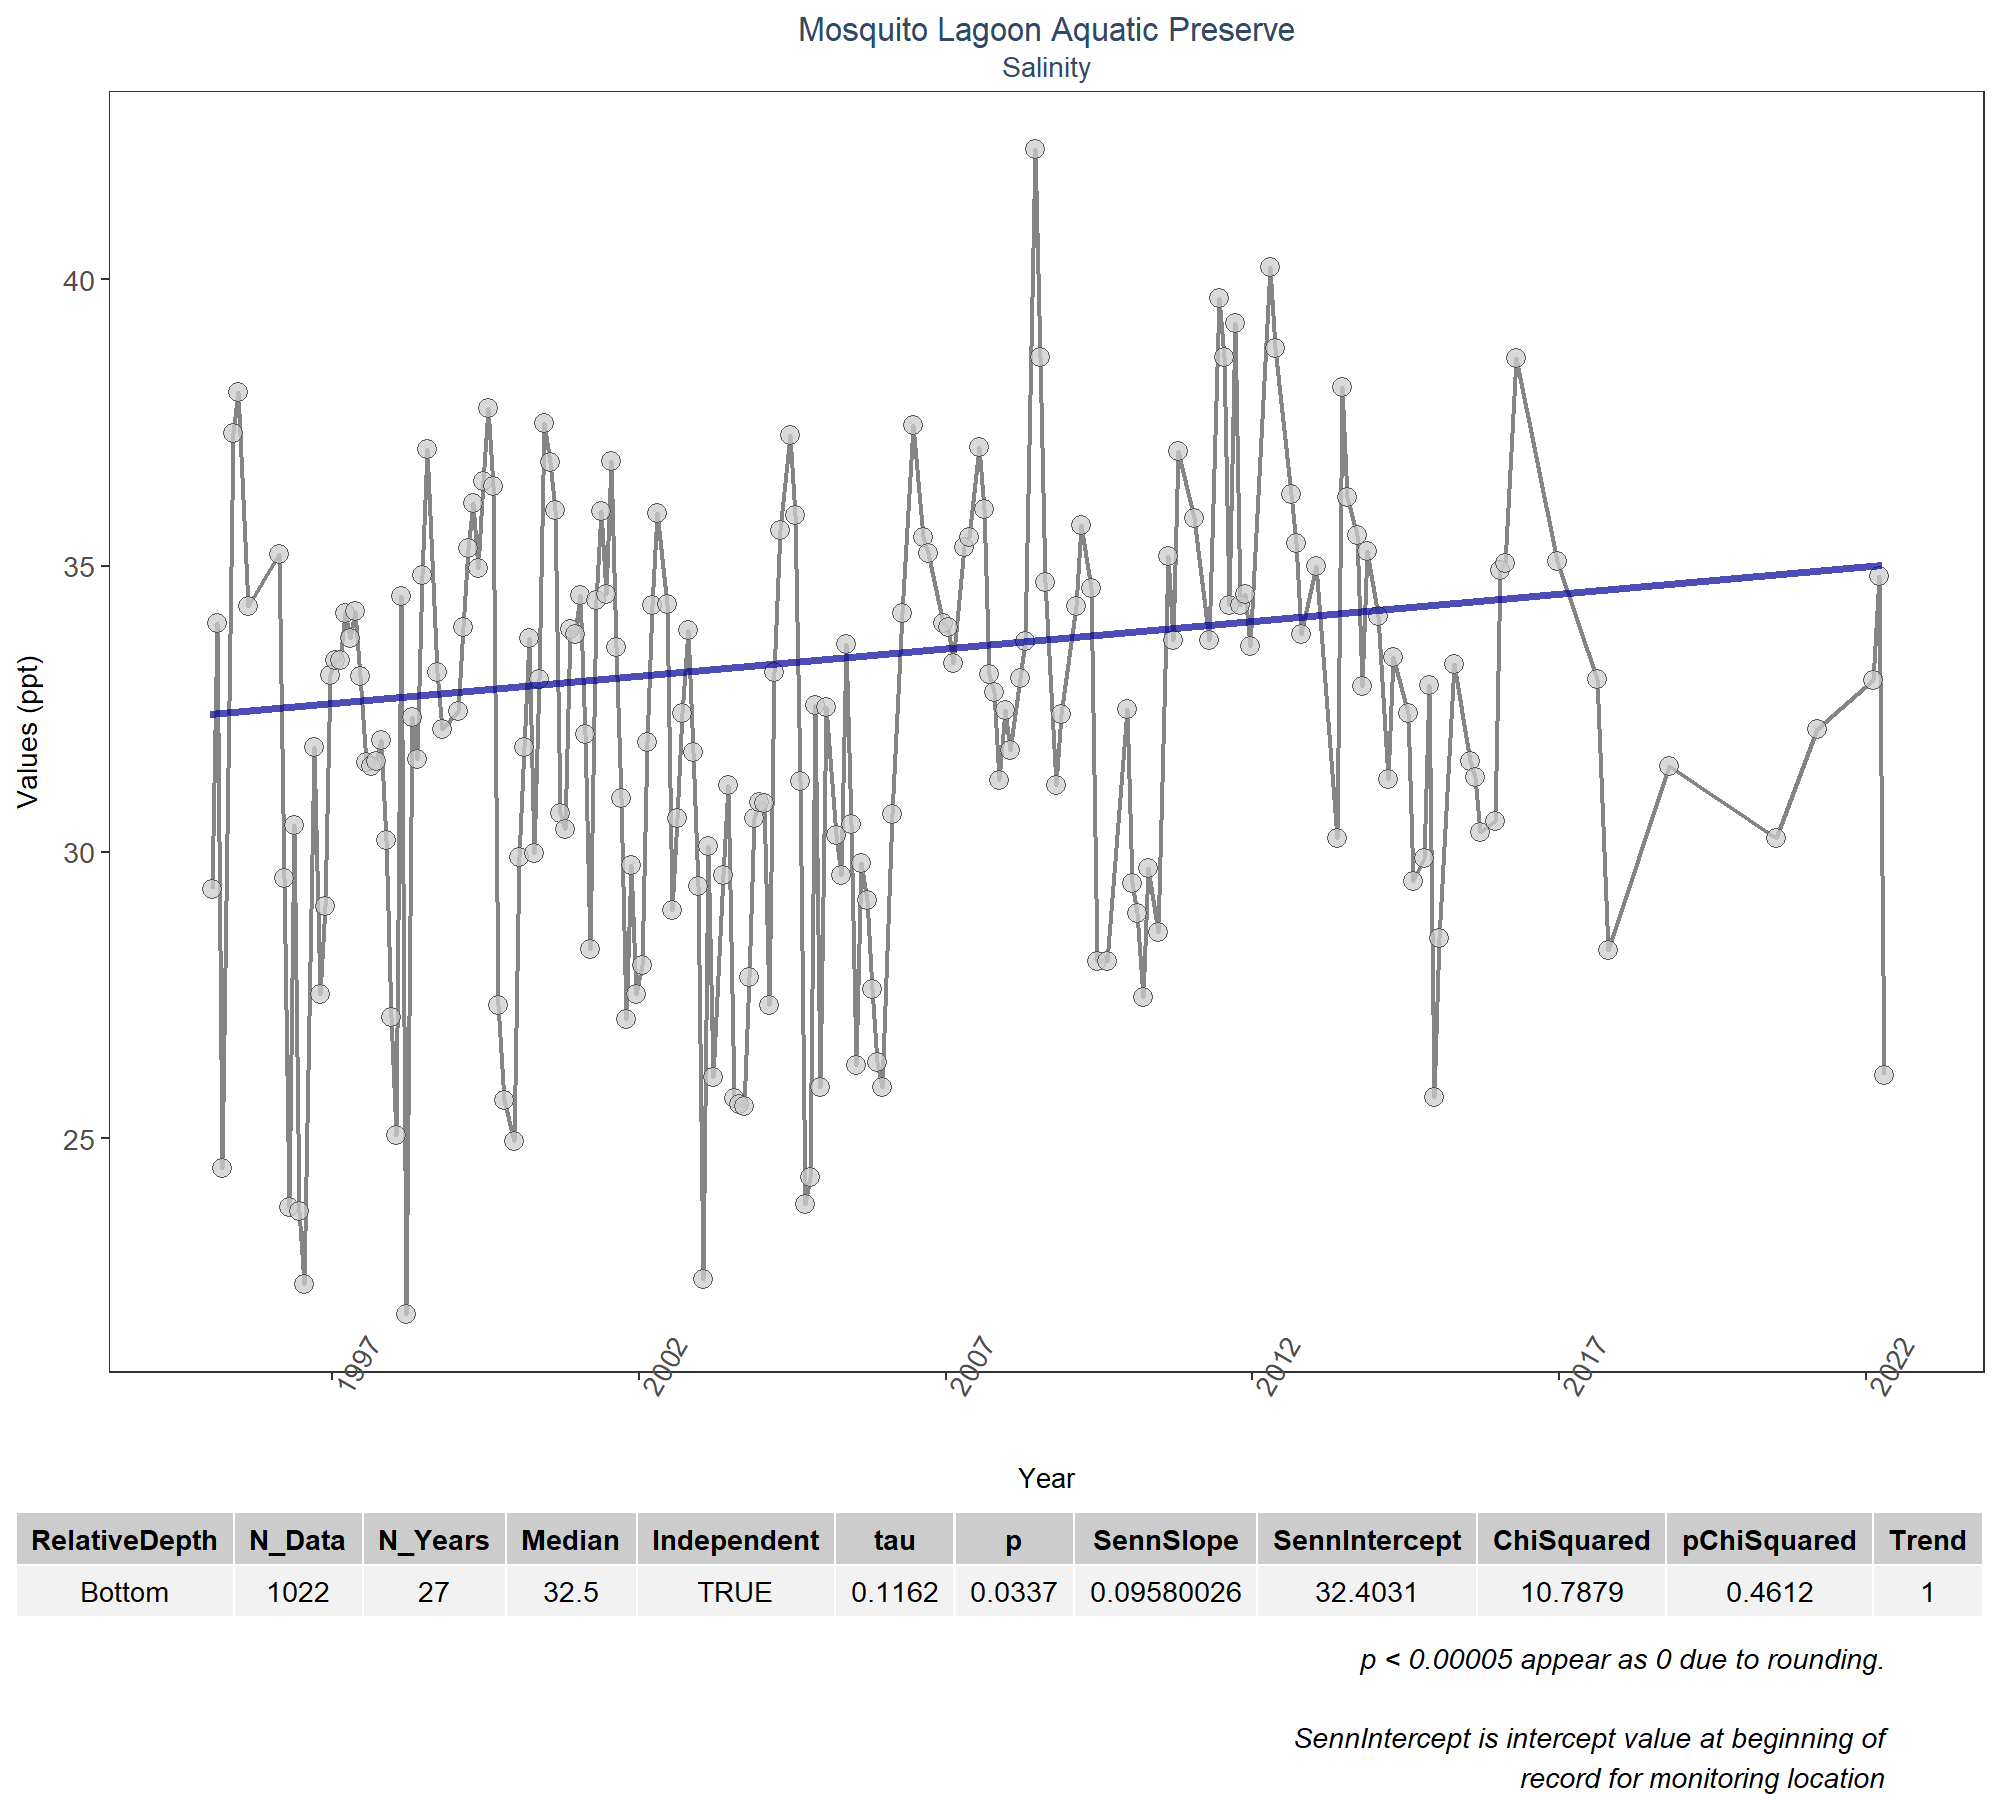 Mosquito Lagoon Aquatic Preserve
Salinity
Values (ppt)
40
35
30
25
1997
2002
2007
2012
2017
2022
Year
RelativeDepth N_Data N_Years Median Independent tau p SennSlope SennIntercept ChiSquared pChiSquared Trend
Bottom 1022 27 32.5 TRUE 0.1162 0.0337 0.09580026 32.4031 10.7879 0.4612 1
p < 0.00005 appear as 0 due to rounding.
SennIntercept is intercept value at beginning of
record for monitoring location